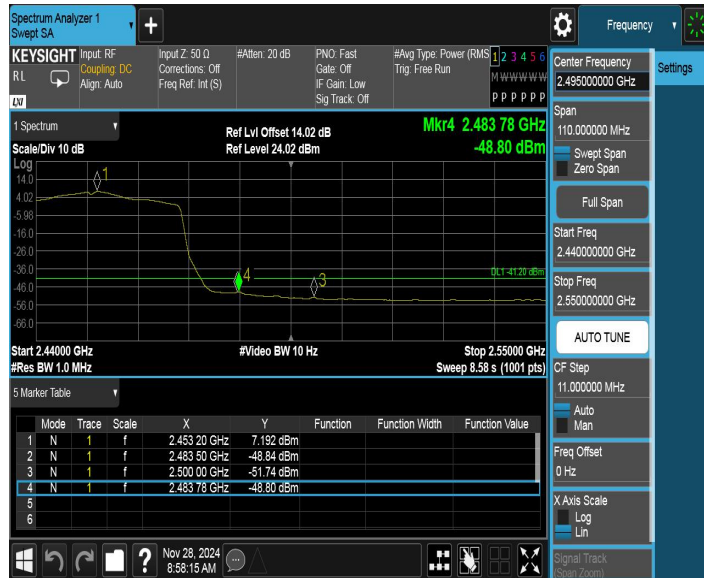 Spectrum Analyzer 1
Swept SA
+
Frequency
KEYSIGHT
RL
LXI
Input: RF
Coupling: DC
Align: Auto
Input Z: 50 Ω
Corrections: Off
Freq Ref: Int (S)
#Atten: 20 dB
PNO: Fast
Gate: Off
IF Gain: Low
Sig Track: Off
#Avg Type: Power (RMS
Trig: Free Run
1 2 3 4 5 6
M W W W W W
P P P P P P
Center Frequency
2.495000000 GHz
Settings
Span
110.000000 MHz
Swept Span
Zero Span
Full Span
Start Freq
2.440000000 GHz
Stop Freq
2.550000000 GHz
AUTO TUNE
CF Step
11.000000 MHz
Auto
Man
Freq Offset
0 Hz
X Axis Scale
Log
Lin
Signal Track
(Span Zoom)
1 Spectrum
Scale/Div 10 dB
Ref Lvl Offset 14.02 dB
Ref Level 24.02 dBm
Mkr4 2.483 78 GHz
-48.80 dBm
Log
14.0
4.02
-5.98
-16.0
-26.0
-36.0
-46.0
-56.0
-66.0
1
4
3
DL1 -41.20 dBm
Start 2.44000 GHz
#Res BW 1.0 MHz
#Video BW 10 Hz
Stop 2.55000 GHz
Sweep 8.58 s (1001 pts)
5 Marker Table
Mode Trace Scale X Y Function Function Width Function Value
1 N 1 f 2.453 20 GHz 7.192 dBm
2 N 1 f 2.483 50 GHz -48.84 dBm
3 N 1 f 2.500 00 GHz -51.74 dBm
4 N 1 f 2.483 78 GHz -48.80 dBm
5
6
?
Nov 28, 2024
8:58:15 AM